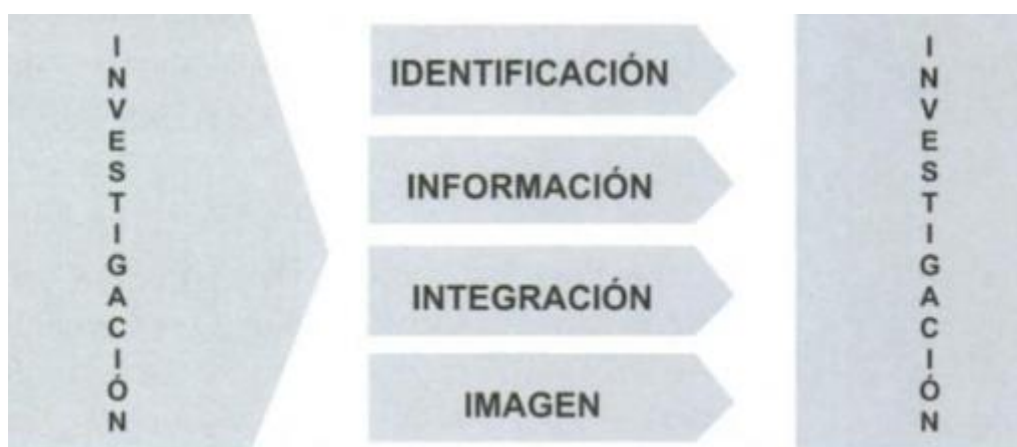 INVESTIGACIÓN
IDENTIFICACIÓN
INFORMACIÓN
INTEGRACIÓN
IMAGEN
INVESTIGACIÓN